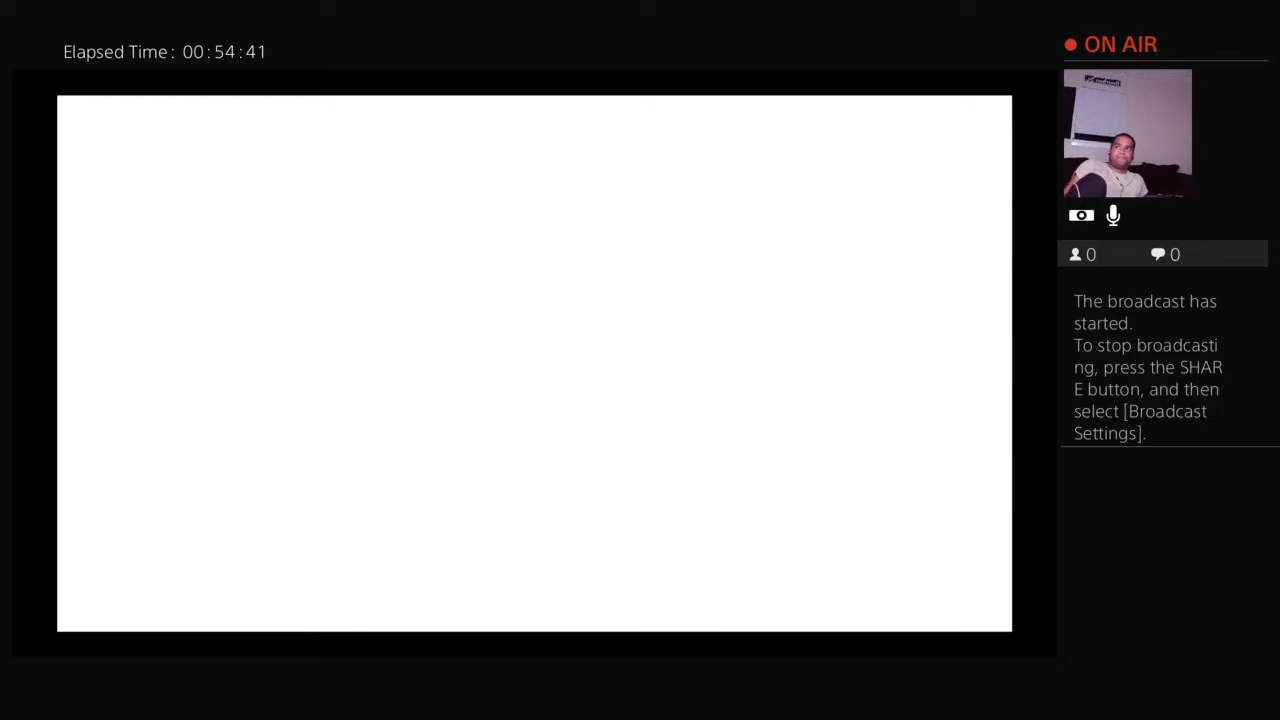 Elapsed Time: 00:54:41
ON AIR
0 0
The broadcast has
started.
To stop broadcasti
ng, press the SHAR
E button, and then
select [Broadcast
Settings].